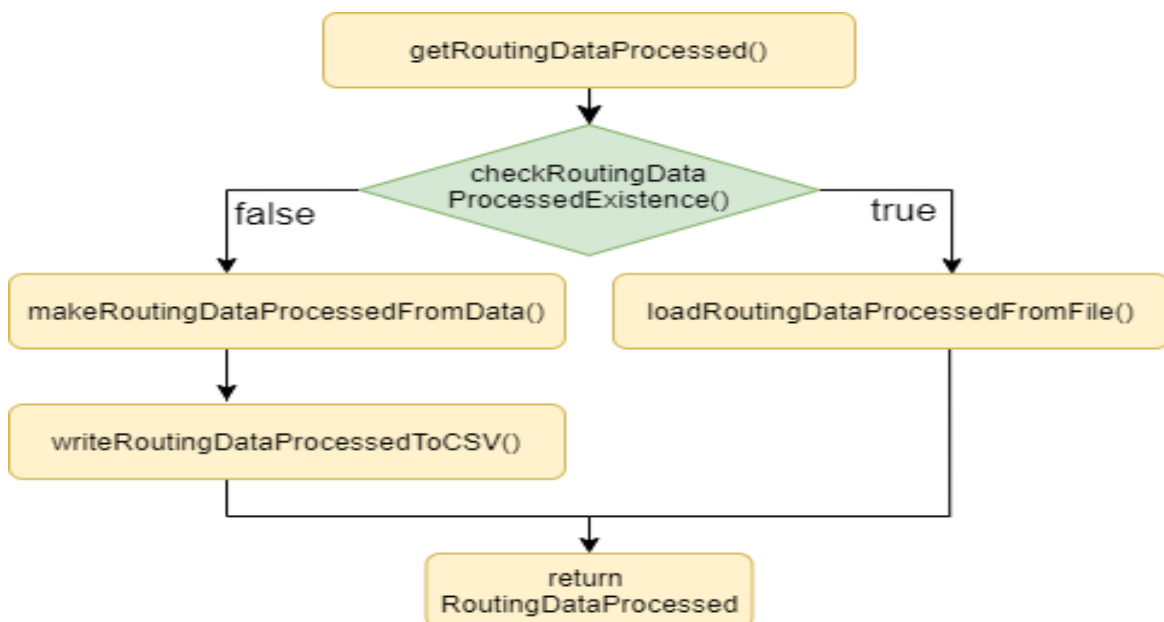 getRoutingDataProcessed()
checkRoutingData
ProcessedExistence()
false
true
makeRoutingDataProcessedFromData()
loadRoutingDataProcessedFromFile()
writeRoutingDataProcessedToCSV()
return
RoutingDataProcessed